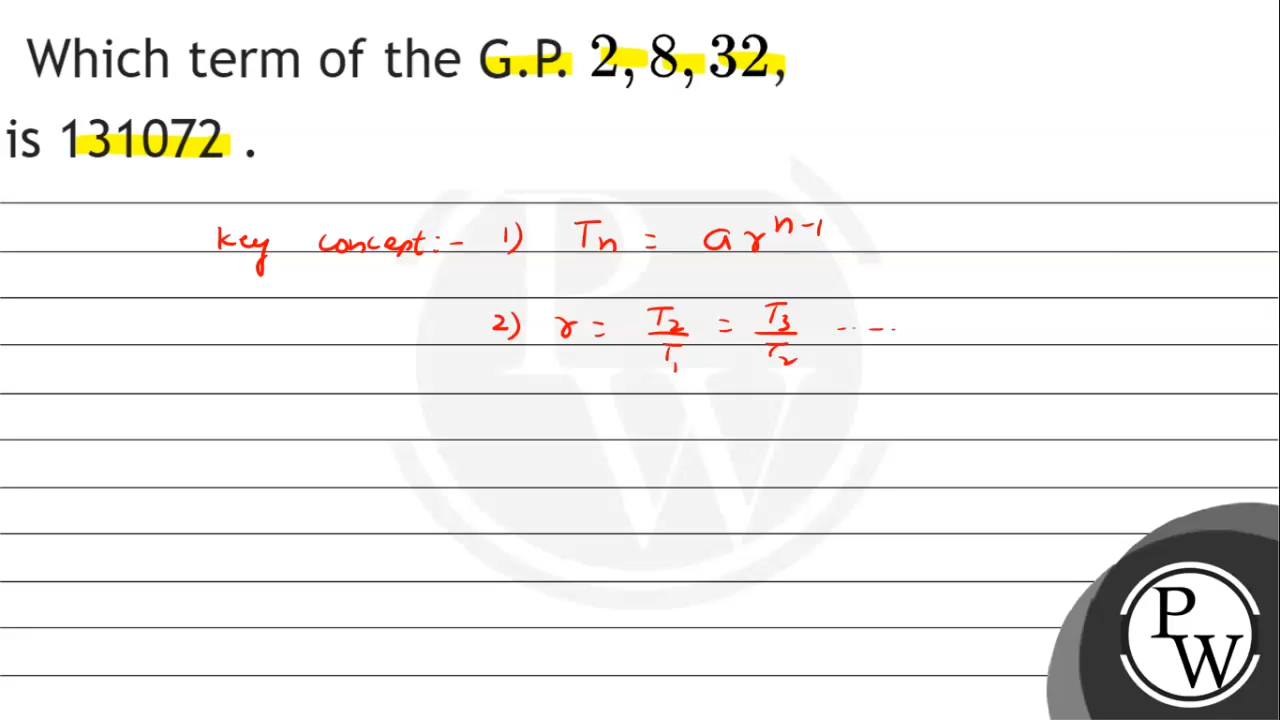 Which term of the G.P. 2, 8, 32,
is 131072 .
Key concept:- 1) Tn = ar^n-1
2) r = T2/T1 = T3/T2 .....
P
W
P
W